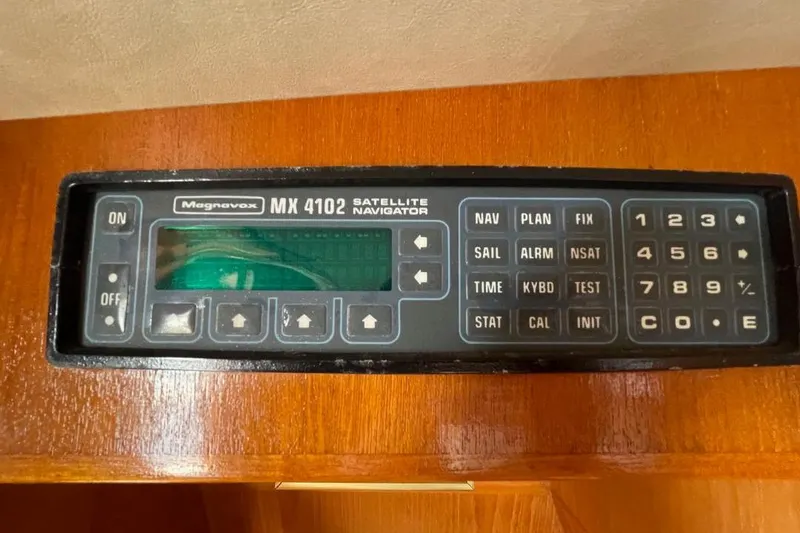 ON
OFF
Magnavox MX 4102 SATELLITE NAVIGATOR
NAV PLAN FIX
SAIL ALRM NSAT
TIME KYBD TEST
STAT CAL INIT
1 2 3
4 5 6
7 8 9 +/-
C 0 . E